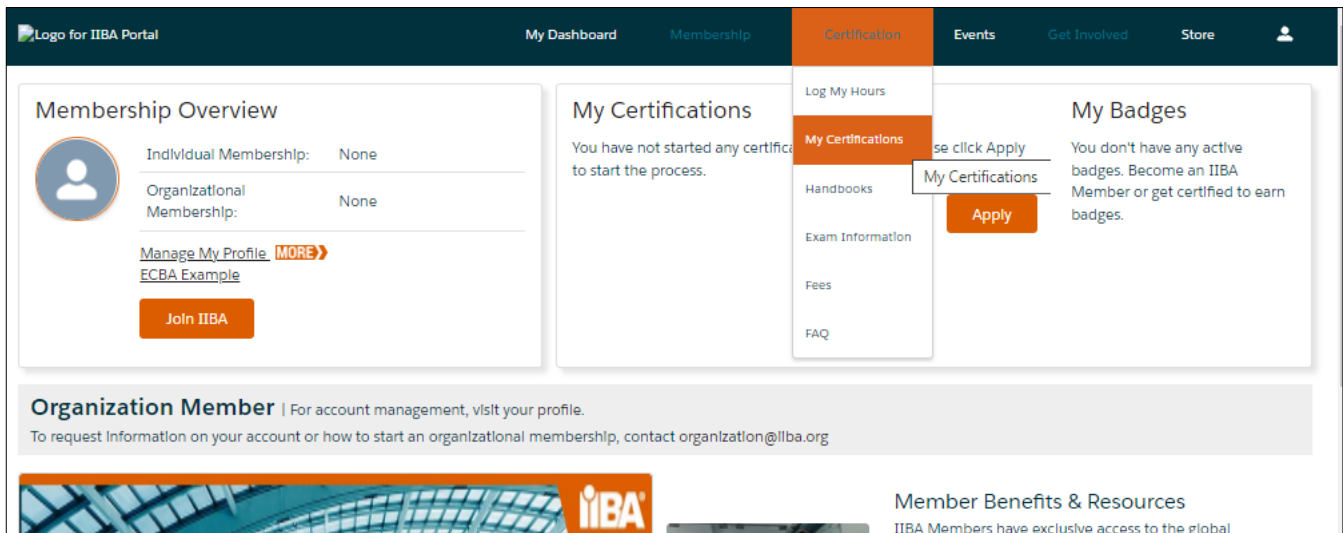 Logo for IIBA Portal
My Dashboard
Membership
Certification
Events
Get Involved
Store
Log My Hours
My Certifications
Handbooks
Exam Information
Fees
FAQ
My Certifications
Membership Overview
Individual Membership: None
Organizational
Membership: None
Manage My Profile MORE
ECBA Example
Join IIBA
My Certifications
You have not started any certifica
se click Apply
to start the process.
Apply
My Badges
You don't have any active
badges. Become an IIBA
Member or get certified to earn
badges.
Organization Member | For account management, visit your profile.
To request information on your account or how to start an organizational membership, contact organization@iiba.org
IIBA
Member Benefits & Resources
IIBA Members have exclusive access to the global